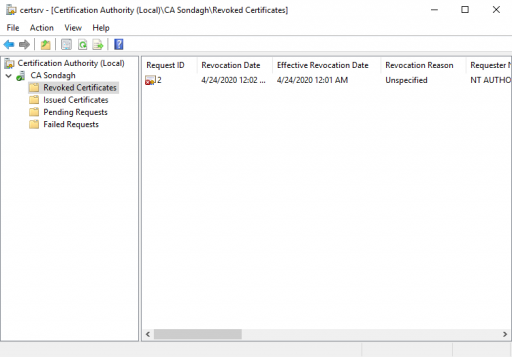 certsrv - [Certification Authority (Local)\CA Sondagh\Revoked Certificates]
File Action View Help
Certification Authority (Local)
CA Sondagh
Revoked Certificates
Issued Certificates
Pending Requests
Failed Requests
Request ID Revocation Date Effective Revocation Date Revocation Reason Requester N
2 4/24/2020 12:02 ... 4/24/2020 12:01 AM Unspecified NT AUTHO